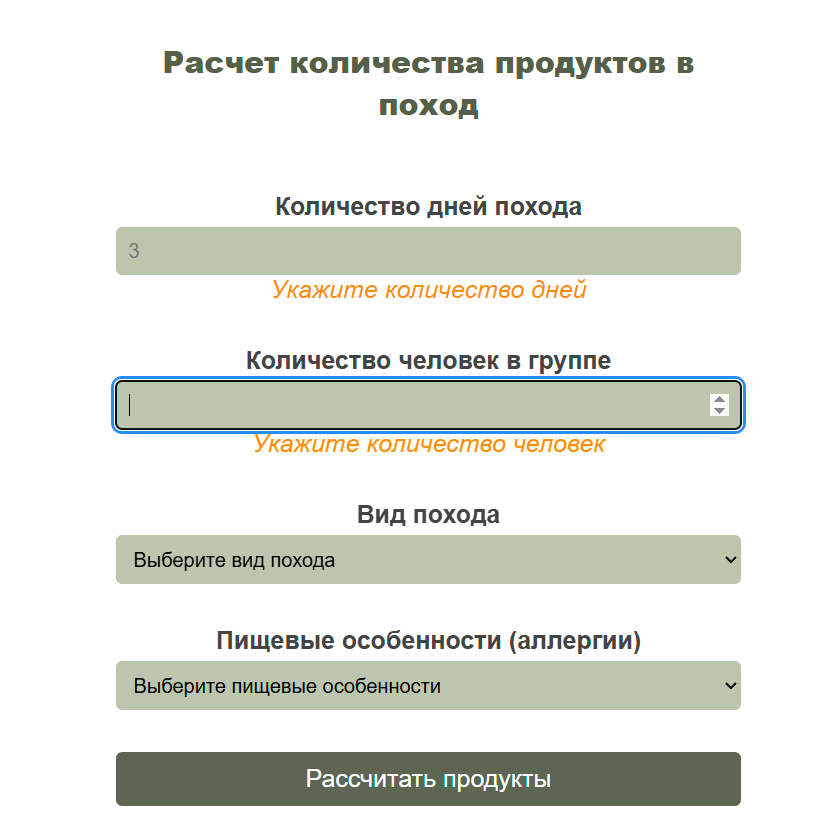 Расчет количества продуктов в
поход
Количество дней похода
3
Укажите количество дней
Количество человек в группе
Укажите количество человек
Вид похода
Выберите вид похода
Пищевые особенности (аллергии)
Выберите пищевые особенности
Рассчитать продукты